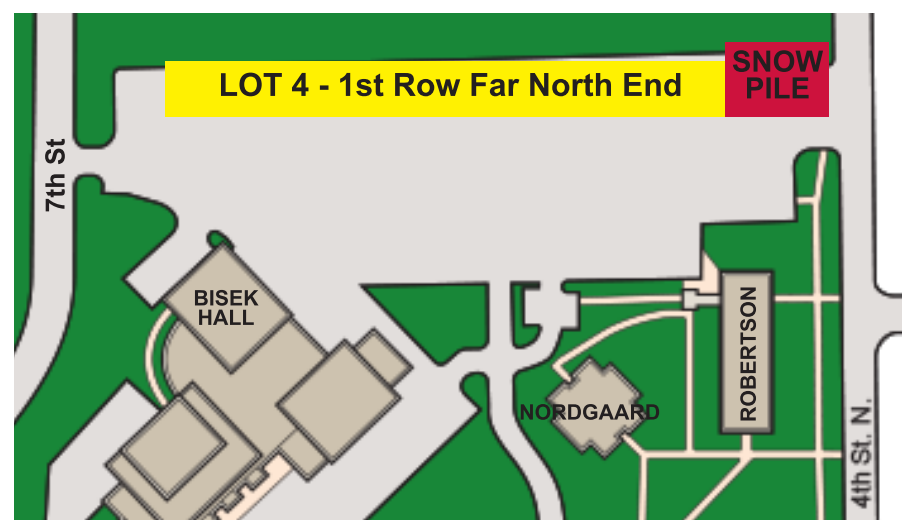 SNOW
PILE
LOT 4 - 1st Row Far North End
7th St
BISEK
HALL
ROBERTSON
NORDGAARD
4th St. N.